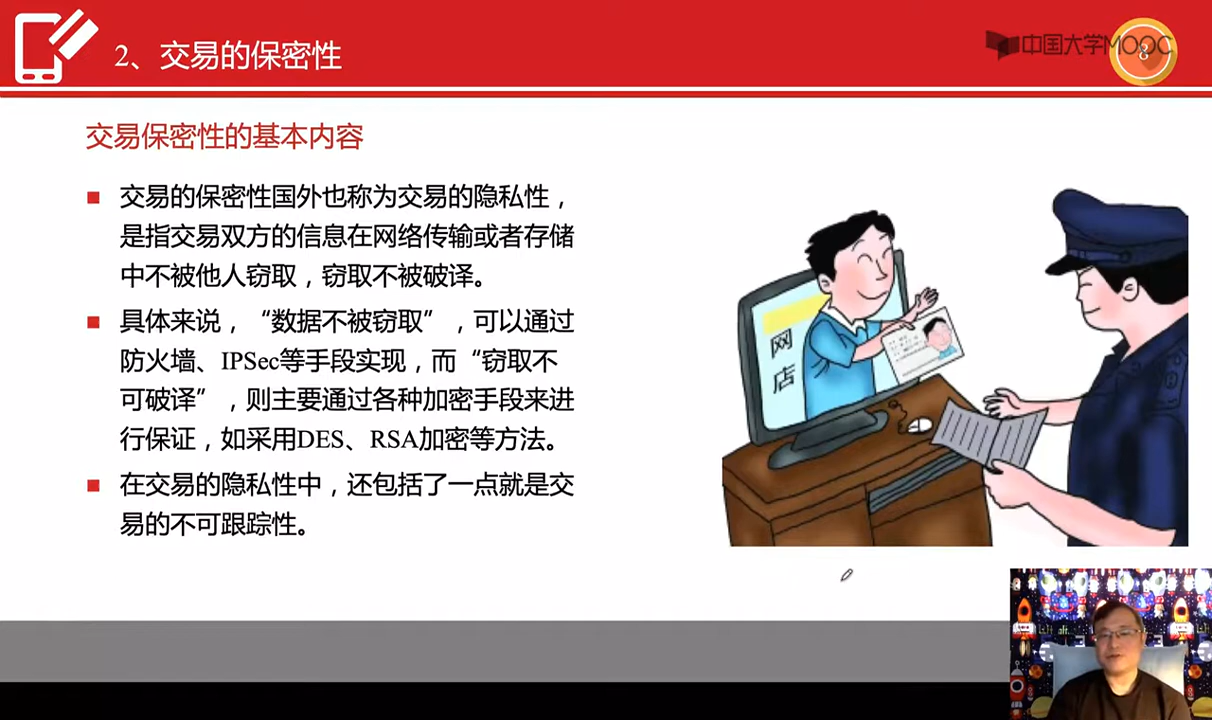 2、交易的保密性
中国大学MOOC
8
交易保密性的基本内容
交易的保密性国外也称为交易的隐私性，
是指交易双方的信息在网络传输或者存储
中不被他人窃取，窃取不被破译。
具体来说，“数据不被窃取”，可以通过
防火墙、IPSec等手段实现，而“窃取不
可破译”，则主要通过各种加密手段来进
行保证，如采用DES、RSA加密等方法。
在交易的隐私性中，还包括了一点就是交
易的不可跟踪性。
网
店